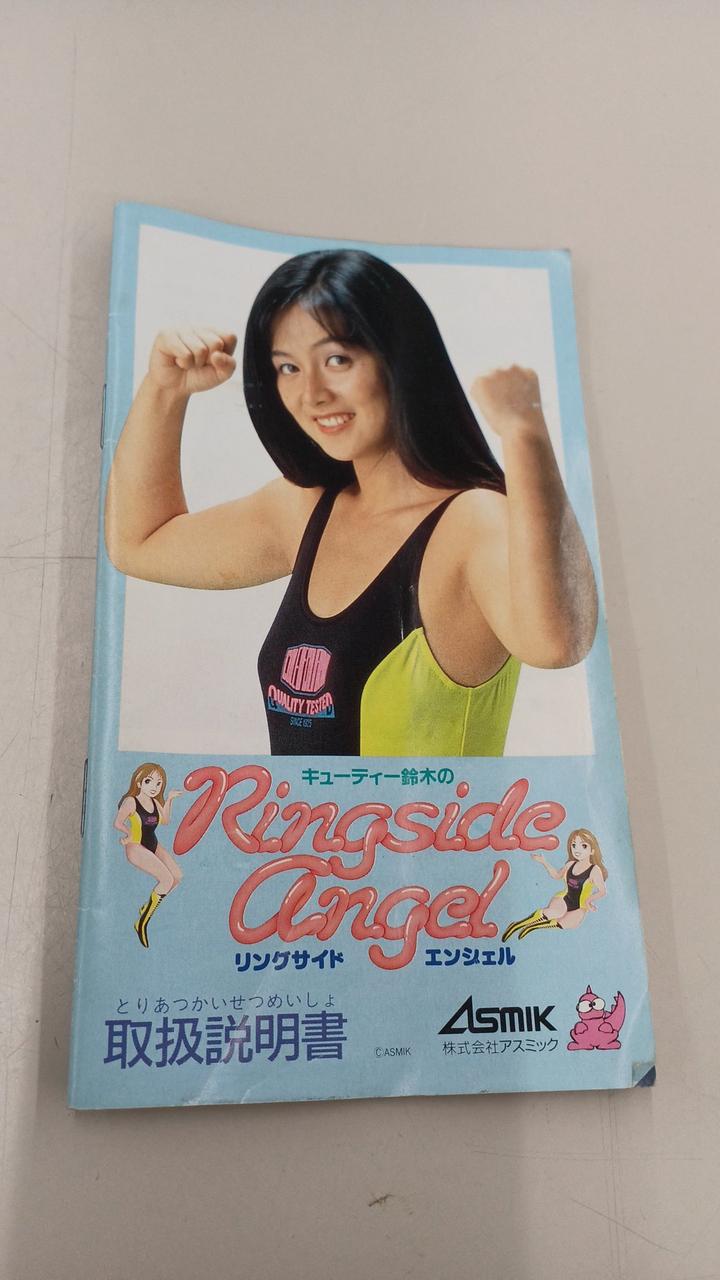 QUALITY TESTED
SINCE 1925
キューティー鈴木の
Ringside
Angel
リングサイド エンジェル
とりあつかいせつめいしょ
取扱説明書
©ASMIK
ASMIK
株式会社アスミック